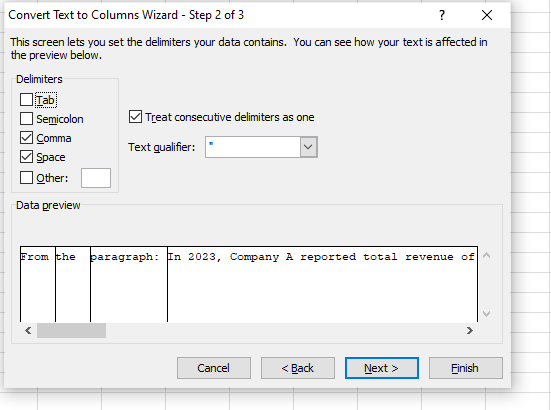 Convert Text to Columns Wizard - Step 2 of 3
?
This screen lets you set the delimiters your data contains. You can see how your text is affected in
the preview below.
Delimiters
Tab
Semicolon
Comma
Space
Other:
Treat consecutive delimiters as one
Text qualifier: "
Data preview
From the paragraph: In 2023, Company A reported total revenue of
Cancel
< Back
Next >
Finish